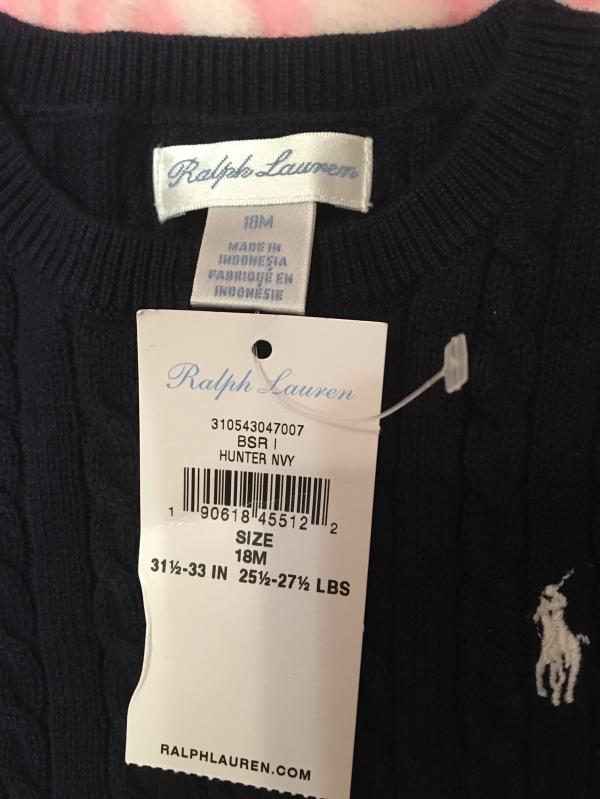 Ralph Lauren
18M
MADE IN
INDONESIA
FABRIQUÉ EN
INDONÉSIE
Ralph Lauren
310543047007
BSR I
HUNTER NVY
1 90618 45512 2
SIZE
18M
31½-33 IN 25½-27½ LBS
RALPHLAUREN.COM